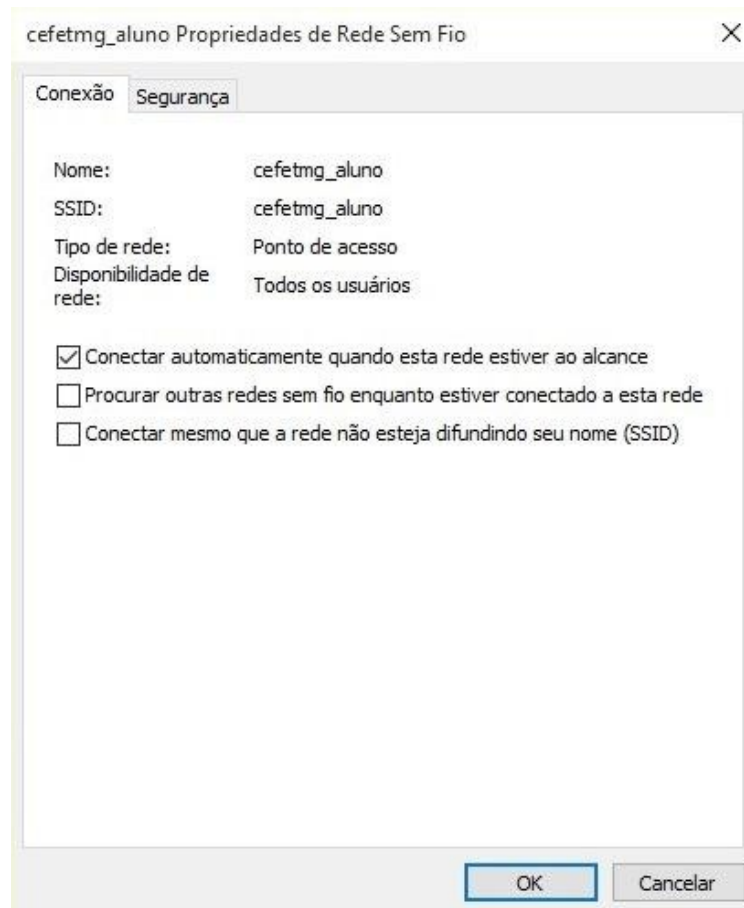 cefetmg_aluno Propriedades de Rede Sem Fio
Conexão Segurança
Nome: cefetmg_aluno
SSID: cefetmg_aluno
Tipo de rede: Ponto de acesso
Disponibilidade de
rede: Todos os usuários
Conectar automaticamente quando esta rede estiver ao alcance
Procurar outras redes sem fio enquanto estiver conectado a esta rede
Conectar mesmo que a rede não esteja difundindo seu nome (SSID)
OK Cancelar